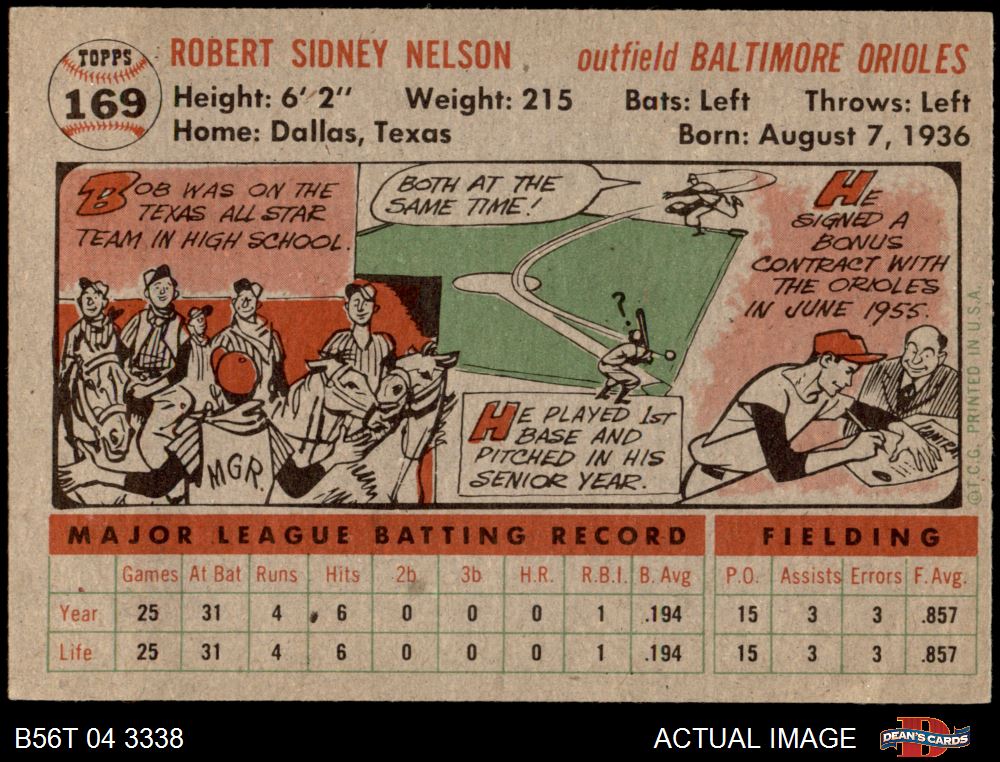 TOPPS
169
ROBERT SIDNEY NELSON
outfield BALTIMORE ORIOLES
Height: 6' 2" Weight: 215 Bats: Left Throws: Left
Home: Dallas, Texas Born: August 7, 1936
BOB WAS ON THE
TEXAS ALL STAR
TEAM IN HIGH SCHOOL.
MGR.
BOTH AT THE
SAME TIME!
?
HE PLAYED 1ST
BASE AND
PITCHED IN HIS
SENIOR YEAR.
HE
SIGNED A
BONUS
CONTRACT WITH
THE ORIOLES
IN JUNE 1955.
©T.C.G. PRINTED IN U.S.A.
MAJOR LEAGUE BATTING RECORD FIELDING
Games At Bat Runs Hits 2b 3b H.R. R.B.I. B. Avg P.O. Assists Errors F. Avg.
Year 25 31 4 6 0 0 0 1 .194 15 3 3 .857
Life 25 31 4 6 0 0 0 1 .194 15 3 3 .857
B56T 04 3338 ACTUAL IMAGE
DEAN'S CARDS